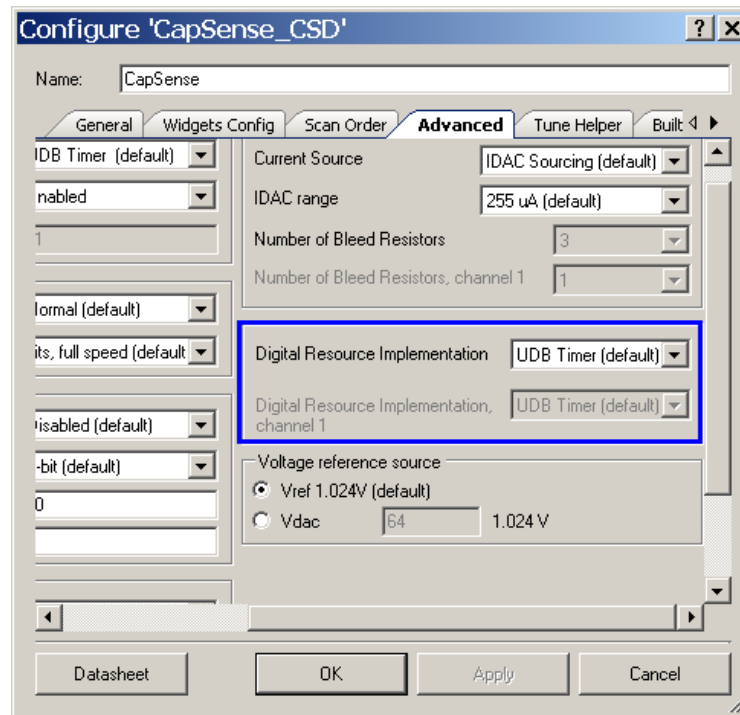 Configure 'CapSense_CSD'
Name: CapSense
General Widgets Config Scan Order Advanced Tune Helper Built
UDB Timer (default)
nabled
1
lormal (default)
its, full speed (default
isabled (default)
-bit (default)
0
Current Source IDAC Sourcing (default)
IDAC range 255 uA (default)
Number of Bleed Resistors 3
Number of Bleed Resistors, channel 1 1
Digital Resource Implementation UDB Timer (default)
Digital Resource Implementation, UDB Timer (default)
channel 1
Voltage reference source
Vref 1.024V (default)
Vdac 64 1.024 V
Datasheet OK Apply Cancel